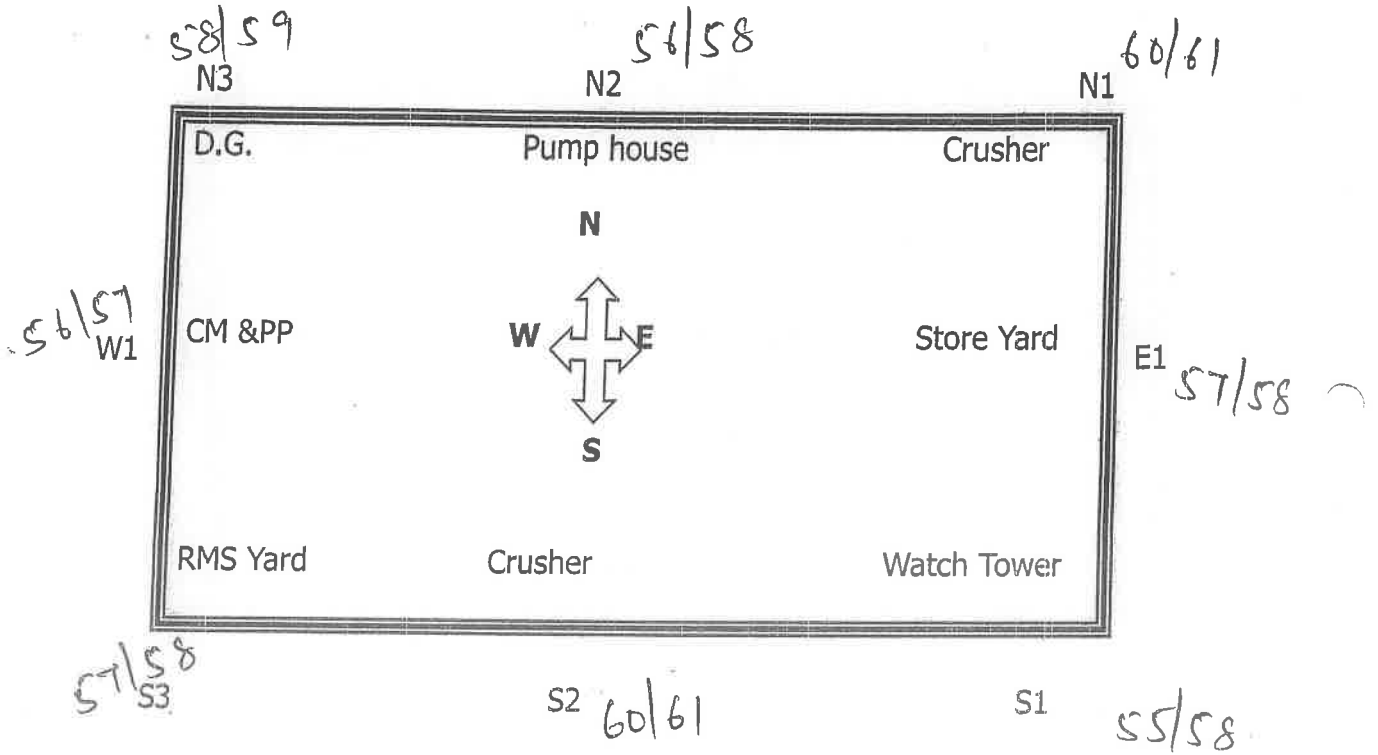 58/59 56/58 60/61
N3 N2 N1
D.G. Pump house Crusher
N
56/57
W1 CM &PP W E Store Yard E1
57/58
S
RMS Yard Crusher Watch Tower
57/58
S3 S2 60/61 S1 55/58